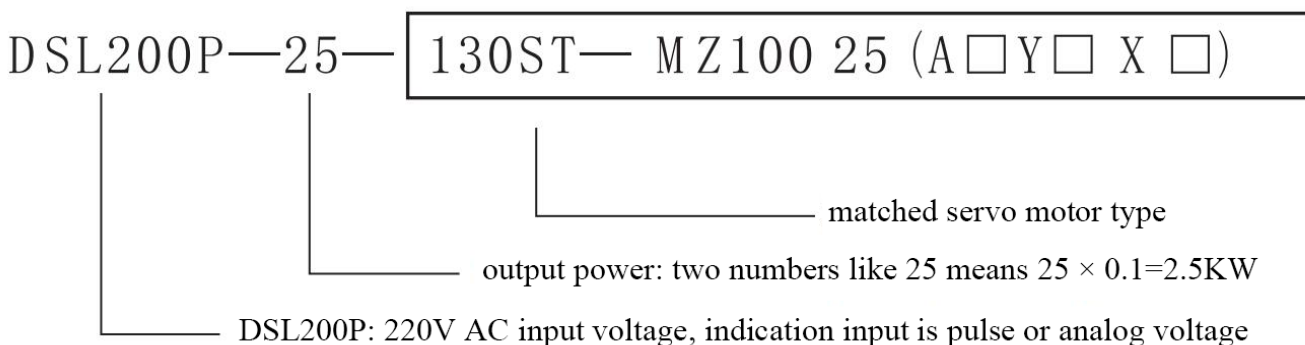 DSL200P—25—130ST— MZ100 25 (A□Y□ X □)
matched servo motor type
output power: two numbers like 25 means 25 × 0.1=2.5KW
DSL200P: 220V AC input voltage, indication input is pulse or analog voltage